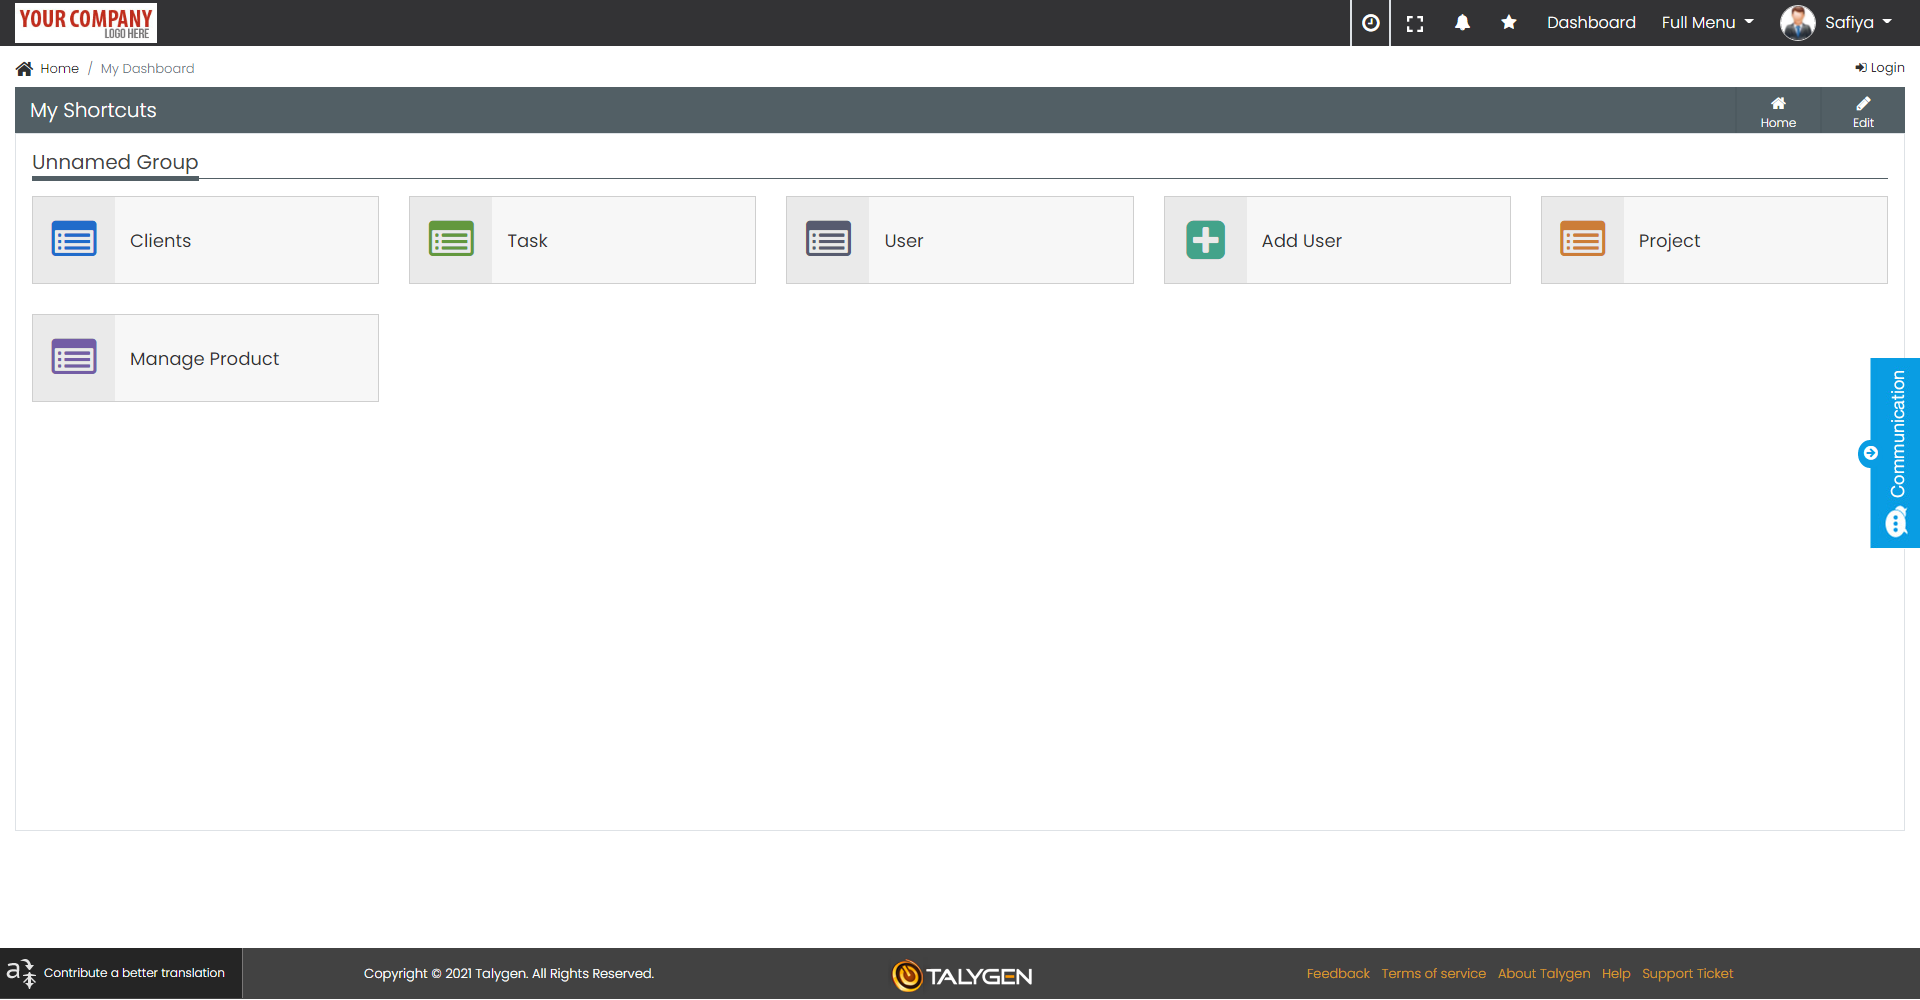 YOUR COMPANY
LOGO HERE
Dashboard
Full Menu
Safiya
Home / My Dashboard
Login
My Shortcuts
Home
Edit
Unnamed Group
Clients
Task
User
Add User
Project
Manage Product
Communication
Contribute a better translation
Copyright © 2021 Talygen. All Rights Reserved.
TALYGEN
Feedback
Terms of service
About Talygen
Help
Support Ticket